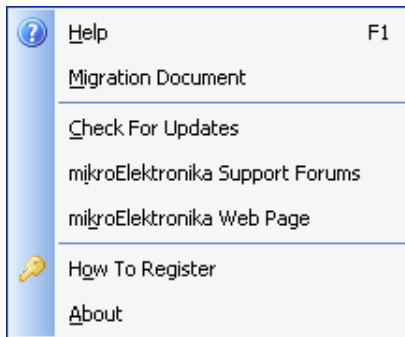 Help F1
Migration Document
Check For Updates
mikroElektronika Support Forums
mikroElektronika Web Page
How To Register
About